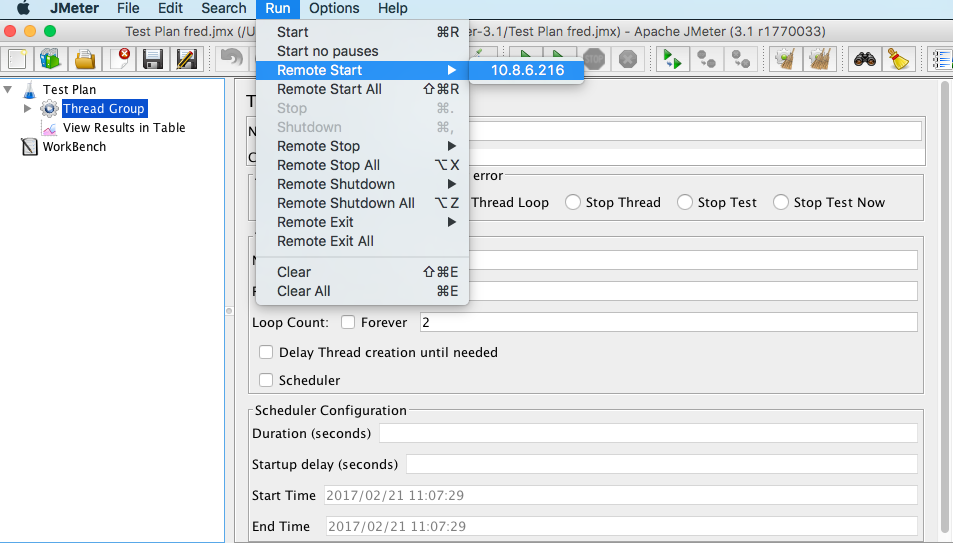 JMeter File Edit Search Run Options Help
Test Plan fred.jmx (/U er-3.1/Test Plan fred.jmx) - Apache JMeter (3.1 r1770033)
Start ⌘R
Start no pauses
Remote Start ▶ 10.8.6.216
Remote Start All ⇧⌘R
Stop ⌘.
Shutdown ⌘,
Remote Stop ▶
Remote Stop All ⌥X
Remote Shutdown ▶
Remote Shutdown All ⌥Z
Remote Exit ▶
Remote Exit All
Clear ⇧⌘E
Clear All ⌘E
Test Plan
Thread Group
View Results in Table
WorkBench
error
Thread Loop Stop Thread Stop Test Stop Test Now
Loop Count: Forever 2
Delay Thread creation until needed
Scheduler
Scheduler Configuration
Duration (seconds)
Startup delay (seconds)
Start Time 2017/02/21 11:07:29
End Time 2017/02/21 11:07:29